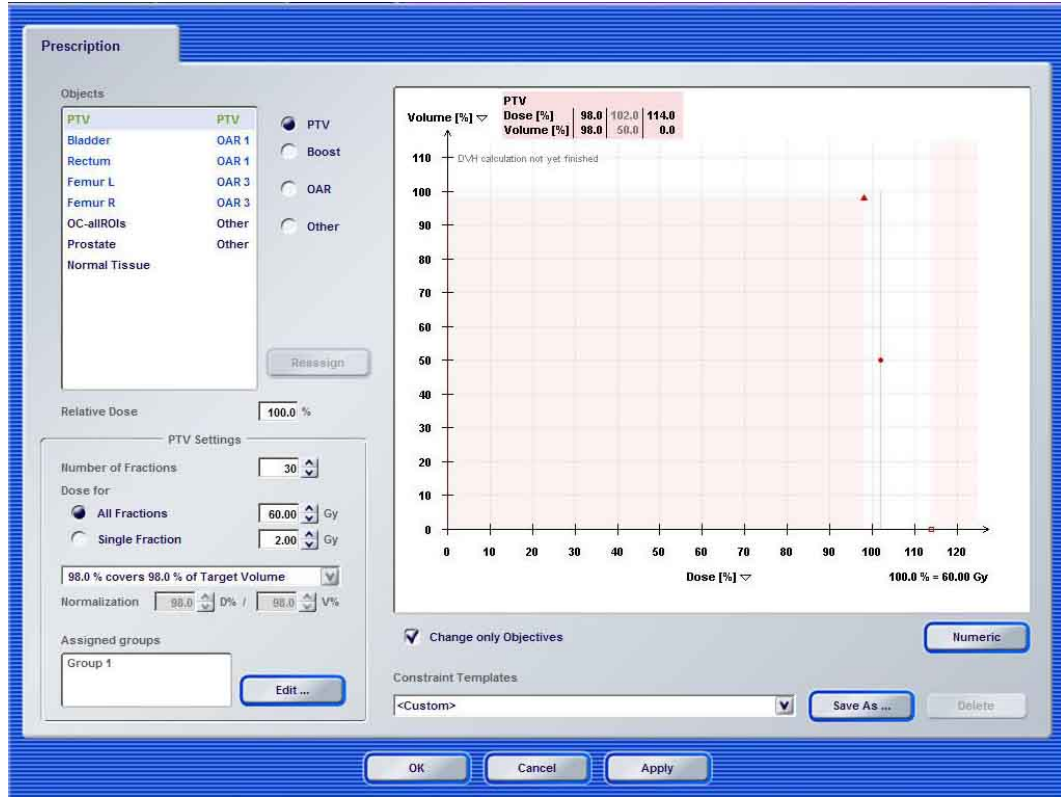 Prescription
Objects
PTV PTV
Bladder OAR 1
Rectum OAR 1
Femur L OAR 3
Femur R OAR 3
OC-allROIs Other
Prostate Other
Normal Tissue
PTV
Boost
OAR
Other
Reassign
Relative Dose 100.0 %
PTV Settings
Number of Fractions 30
Dose for
All Fractions 60.00 Gy
Single Fraction 2.00 Gy
98.0 % covers 98.0 % of Target Volume
Normalization 98.0 D% / 98.0 V%
Assigned groups
Group 1
Edit ...
PTV
Dose [%] 98.0 102.0 114.0
Volume [%] 98.0 50.0 0.0
Volume [%]
DVH calculation not yet finished
110
100
90
80
70
60
50
40
30
20
10
0
0 10 20 30 40 50 60 70 80 90 100 110 120
Dose [%]
100.0 % = 60.00 Gy
Change only Objectives
Numeric
Constraint Templates
<Custom>
Save As ...
Delete
OK Cancel Apply